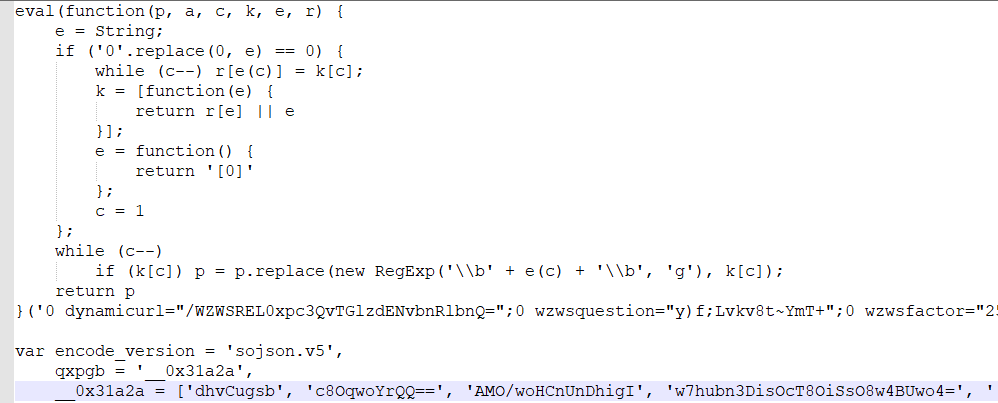 eval(function(p, a, c, k, e, r) {
    e = String;
    if ('0'.replace(0, e) == 0) {
        while (c--) r[e(c)] = k[c];
        k = [function(e) {
            return r[e] || e
        }];
        e = function() {
            return '[0]'
        };
        c = 1
    };
    while (c--)
        if (k[c]) p = p.replace(new RegExp('\\b' + e(c) + '\\b', 'g'), k[c]);
    return p
}('0 dynamicurl="/WZWSREL0xpc3QvTGlzdENvbnRlbnQ=";0 wzwsquestion="y)f;Lvkv8t~YmT+";0 wzwsfactor="25
var encode_version = 'sojson.v5',
    qxpgb = '__0x31a2a',
    __0x31a2a = ['dhvCugsb', 'c8OqwoYrQQ==', 'AMO/woHCnUnDhigI', 'w7hubn3DisOcT8OiSsO8w4BUwo4=', '